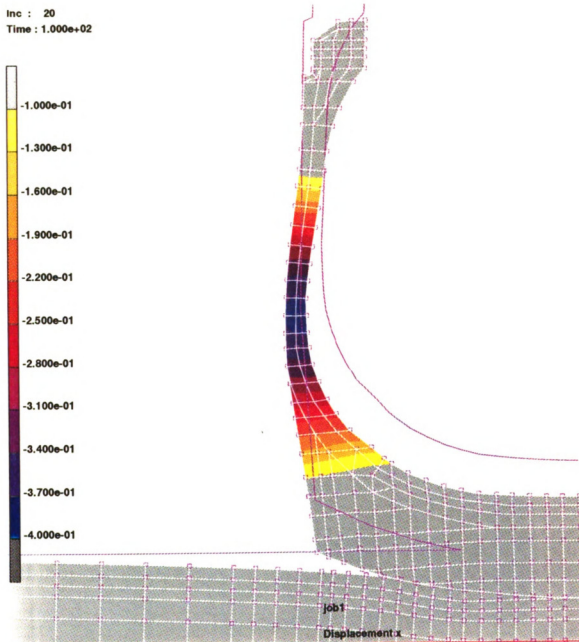 Inc : 20
Time : 1.000e+02
-1.000e-01
-1.300e-01
-1.600e-01
-1.900e-01
-2.200e-01
-2.500e-01
-2.800e-01
-3.100e-01
-3.400e-01
-3.700e-01
-4.000e-01
job1
Displacement x